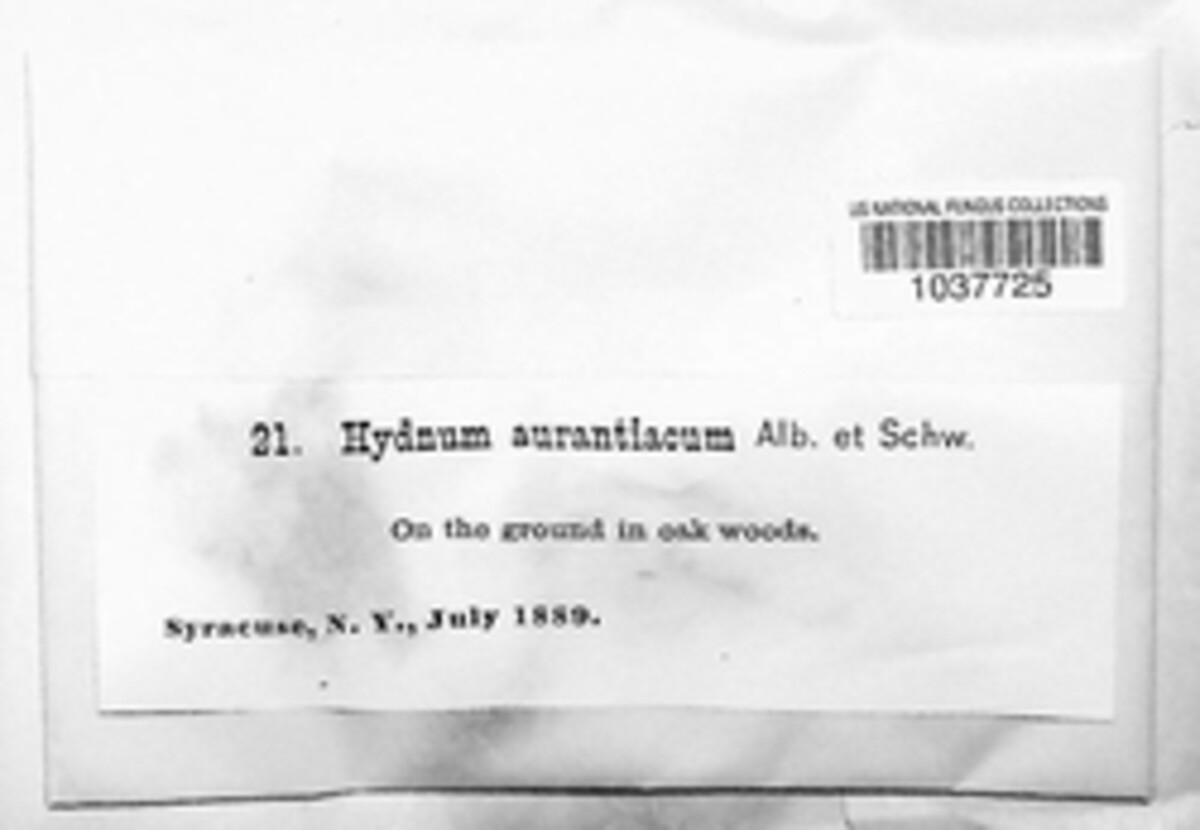 US NATIONAL FUNGUS COLLECTIONS
1037725
21. Hydnum aurantiacum Alb. et Schw.
On the ground in oak woods.
Syracuse, N. Y., July 1889.